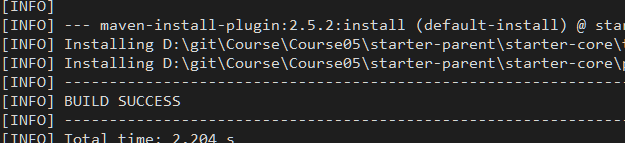 [INFO]
[INFO] --- maven-install-plugin:2.5.2:install (default-install) @
[INFO] Installing D:\git\Course\Course05\starter-parent\starter-core\
[INFO] Installing D:\git\Course\Course05\starter-parent\starter-core\
[INFO] ------------------------------------------------------------------------
[INFO] BUILD SUCCESS
[INFO] ------------------------------------------------------------------------
[INFO] Total time: 2.204 s